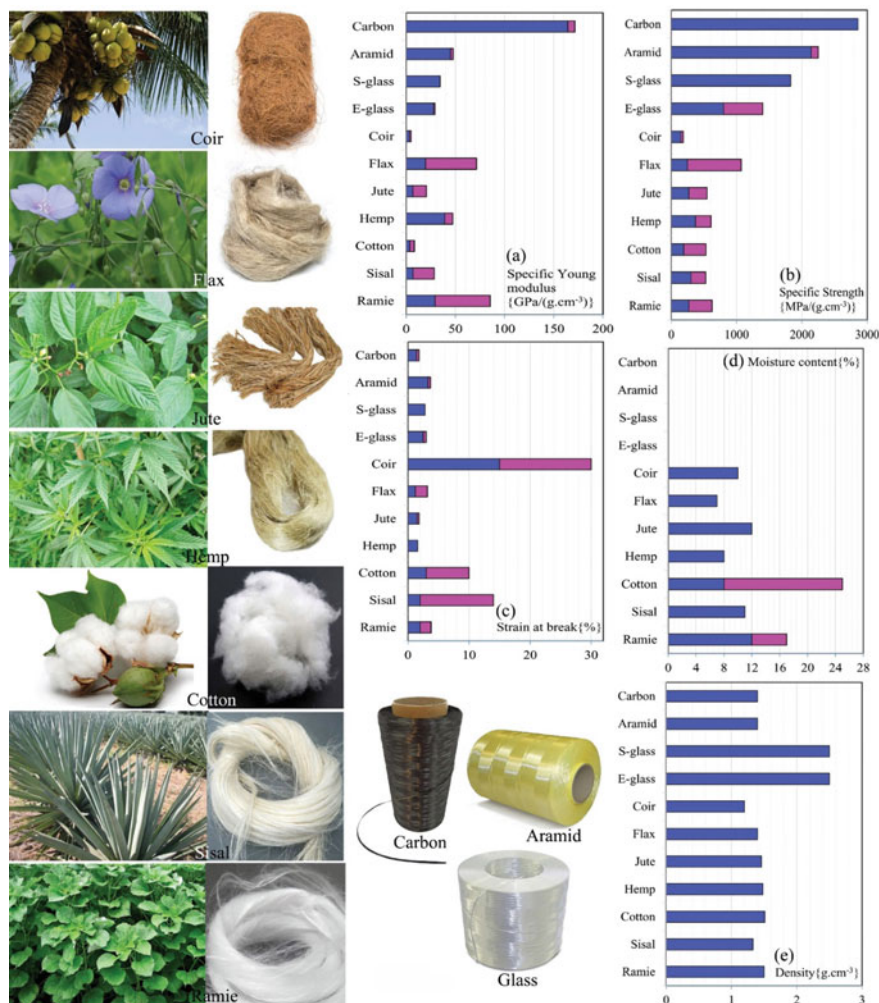 Coir
Flax
Jute
Hemp
Cotton
Sisal
Ramie
Carbon
Aramid
S-glass
E-glass
Coir
Flax
Jute
Hemp
Cotton
Sisal
Ramie
(a)
Specific Young
modulus
{GPa/(g.cm⁻³)}
0 50 100 150 200
Carbon
Aramid
S-glass
E-glass
Coir
Flax
Jute
Hemp
Cotton
Sisal
Ramie
(b)
Specific Strength
{MPa/(g.cm⁻³)}
0 1000 2000 3000
Carbon
Aramid
S-glass
E-glass
Coir
Flax
Jute
Hemp
Cotton
Sisal
Ramie
(c)
Strain at break{%}
0 10 20 30
(d) Moisture content{%}
Carbon
Aramid
S-glass
E-glass
Coir
Flax
Jute
Hemp
Cotton
Sisal
Ramie
0 4 8 12 16 20 24 28
Carbon
Aramid
Glass
Carbon
Aramid
S-glass
E-glass
Coir
Flax
Jute
Hemp
Cotton
Sisal
Ramie
(e)
Density{g.cm⁻³}
0 1 2 3